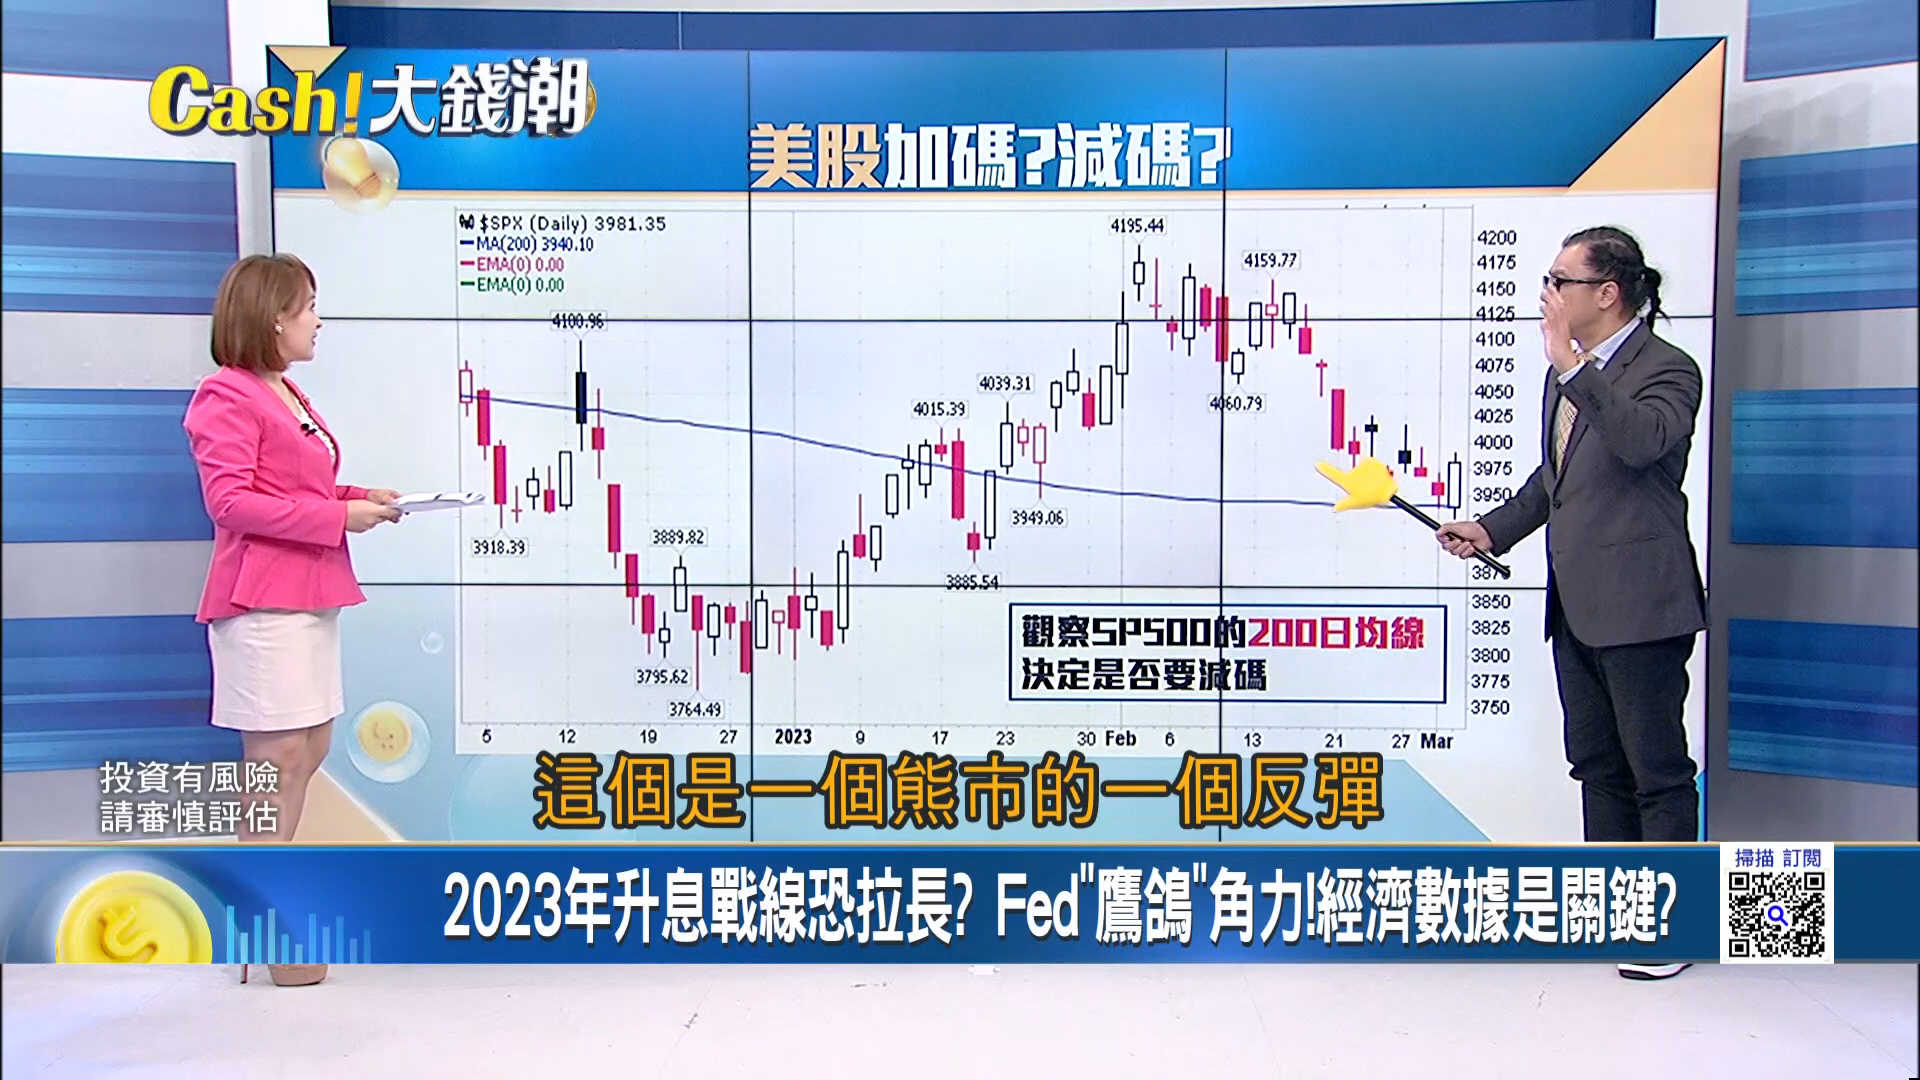 Cash!大錢潮
美股加碼?減碼?
$SPX (Daily) 3981.35
MA(200) 3940.10
EMA(0) 0.00
EMA(0) 0.00
4195.44
4159.77
4100.96
4060.79
4039.31
4015.39
3949.06
3918.39
3889.82
3885.54
3795.62
3764.49
4200
4175
4150
4125
4100
4075
4050
4025
4000
3975
3950
3850
3825
3800
3775
3750
觀察SP500的200日均線
決定是否要減碼
5 12 19 27 2023 9 17 23 30 Feb 6 13 21 27 Mar
這個是一個熊市的一個反彈
投資有風險
請審慎評估
2023年升息戰線恐拉長? Fed"鷹鴿"角力!經濟數據是關鍵?
掃描 訂閱